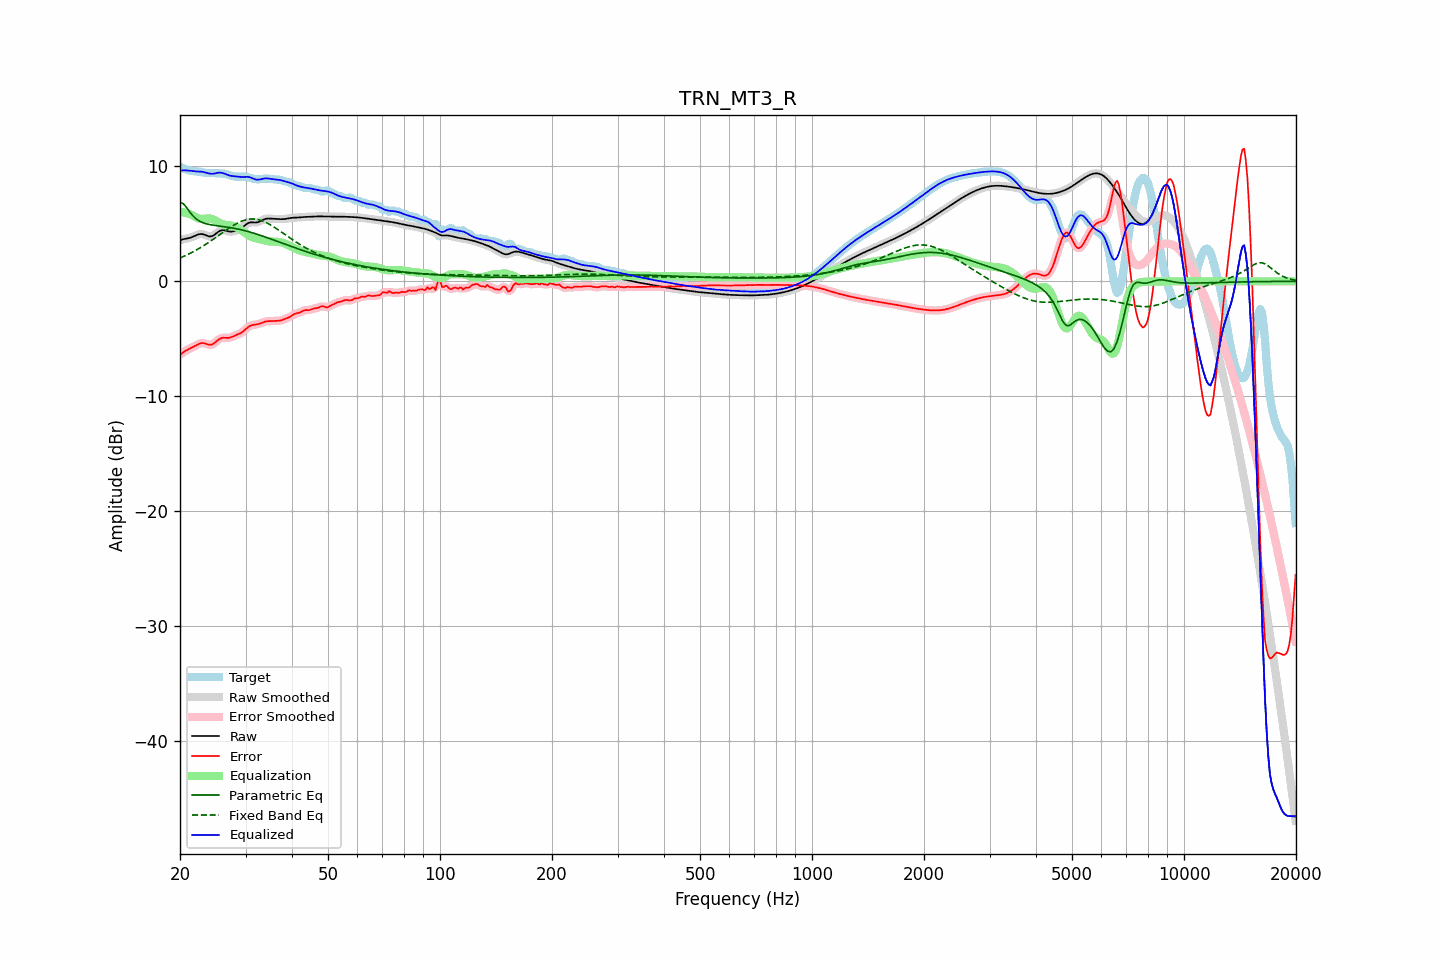 TRN_MT3_R
Amplitude (dBr)
10
0
−10
−20
−30
−40
Target
Raw Smoothed
Error Smoothed
Raw
Error
Equalization
Parametric Eq
Fixed Band Eq
Equalized
20 50 100 200 500 1000 2000 5000 10000 20000
Frequency (Hz)